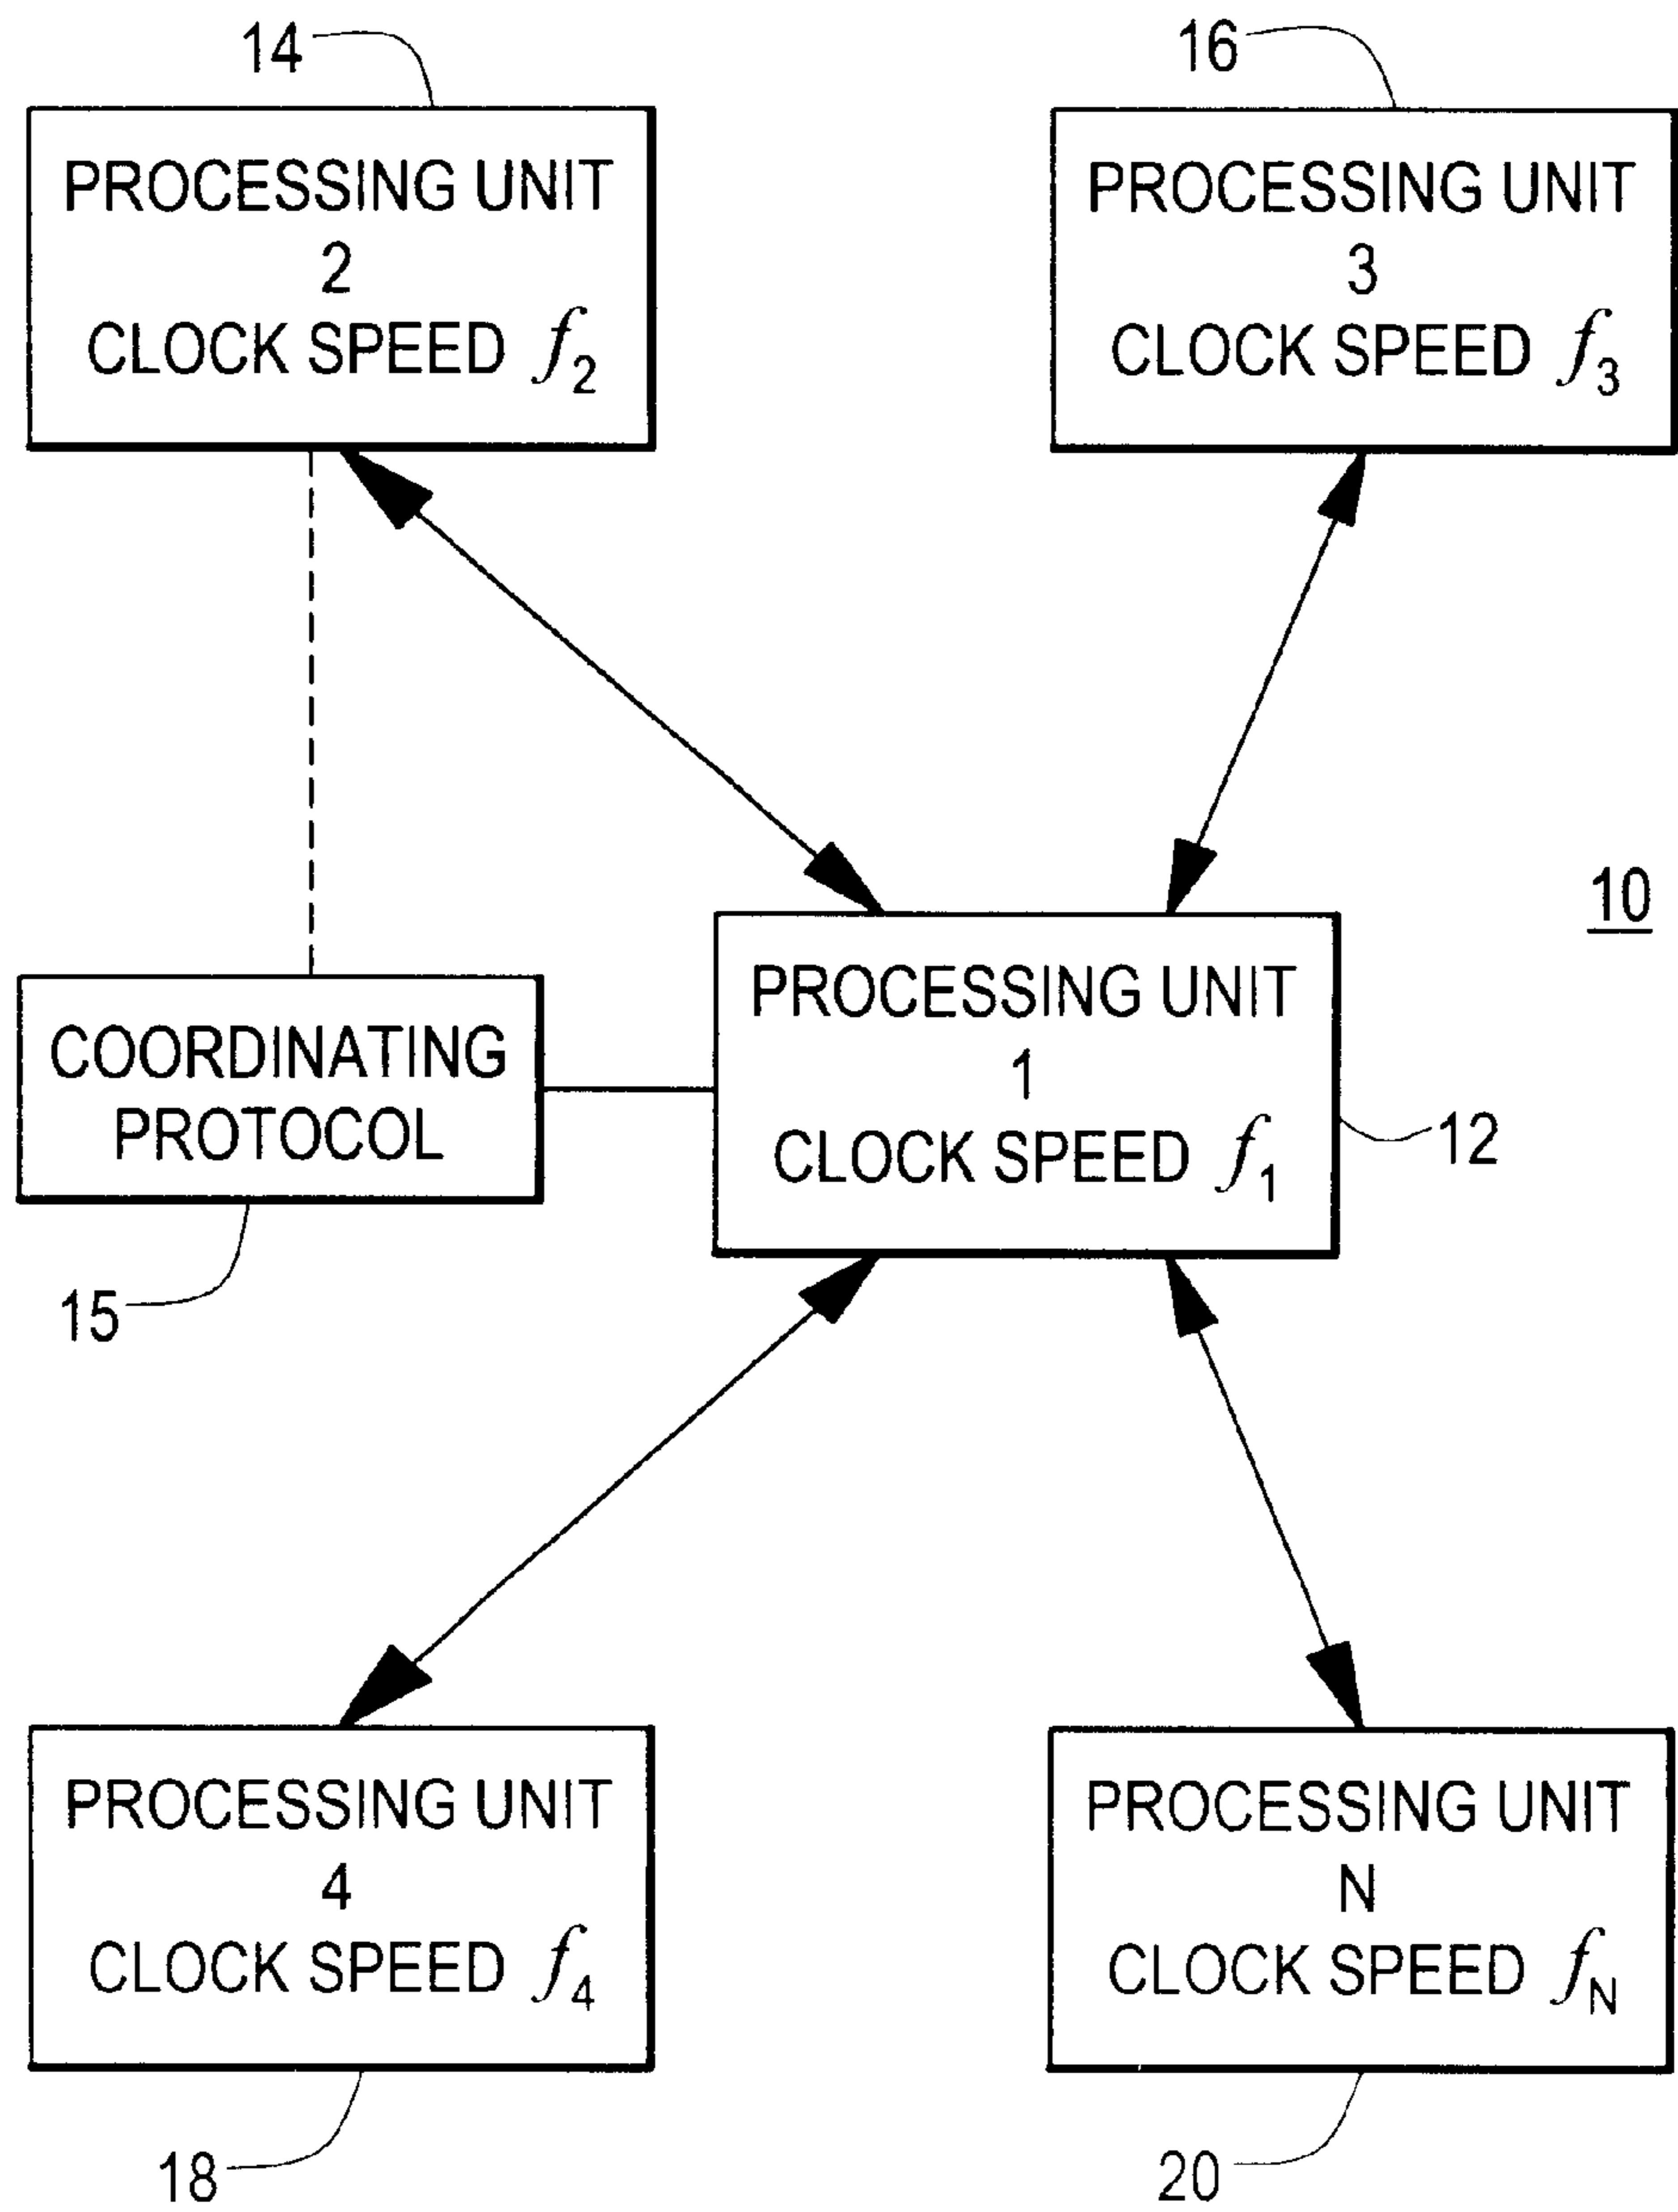 14
PROCESSING UNIT
2
CLOCK SPEED f₂
16
PROCESSING UNIT
3
CLOCK SPEED f₃
10
COORDINATING
PROTOCOL
15
PROCESSING UNIT
1
CLOCK SPEED f₁
12
PROCESSING UNIT
4
CLOCK SPEED f₄
18
PROCESSING UNIT
N
CLOCK SPEED f_N
20